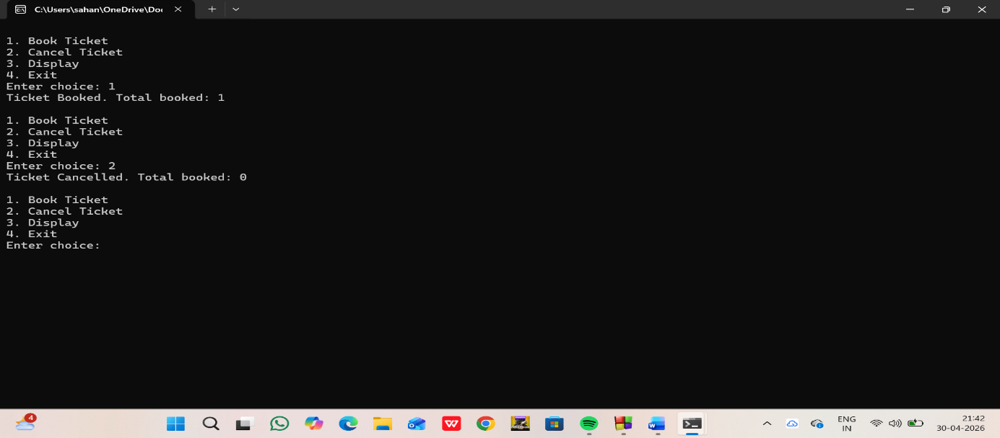 C:\Users\sahan\OneDrive\Doc
1. Book Ticket
2. Cancel Ticket
3. Display
4. Exit
Enter choice: 1
Ticket Booked. Total booked: 1
1. Book Ticket
2. Cancel Ticket
3. Display
4. Exit
Enter choice: 2
Ticket Cancelled. Total booked: 0
1. Book Ticket
2. Cancel Ticket
3. Display
4. Exit
Enter choice:
4
ENG
IN
21:42
30-04-2026